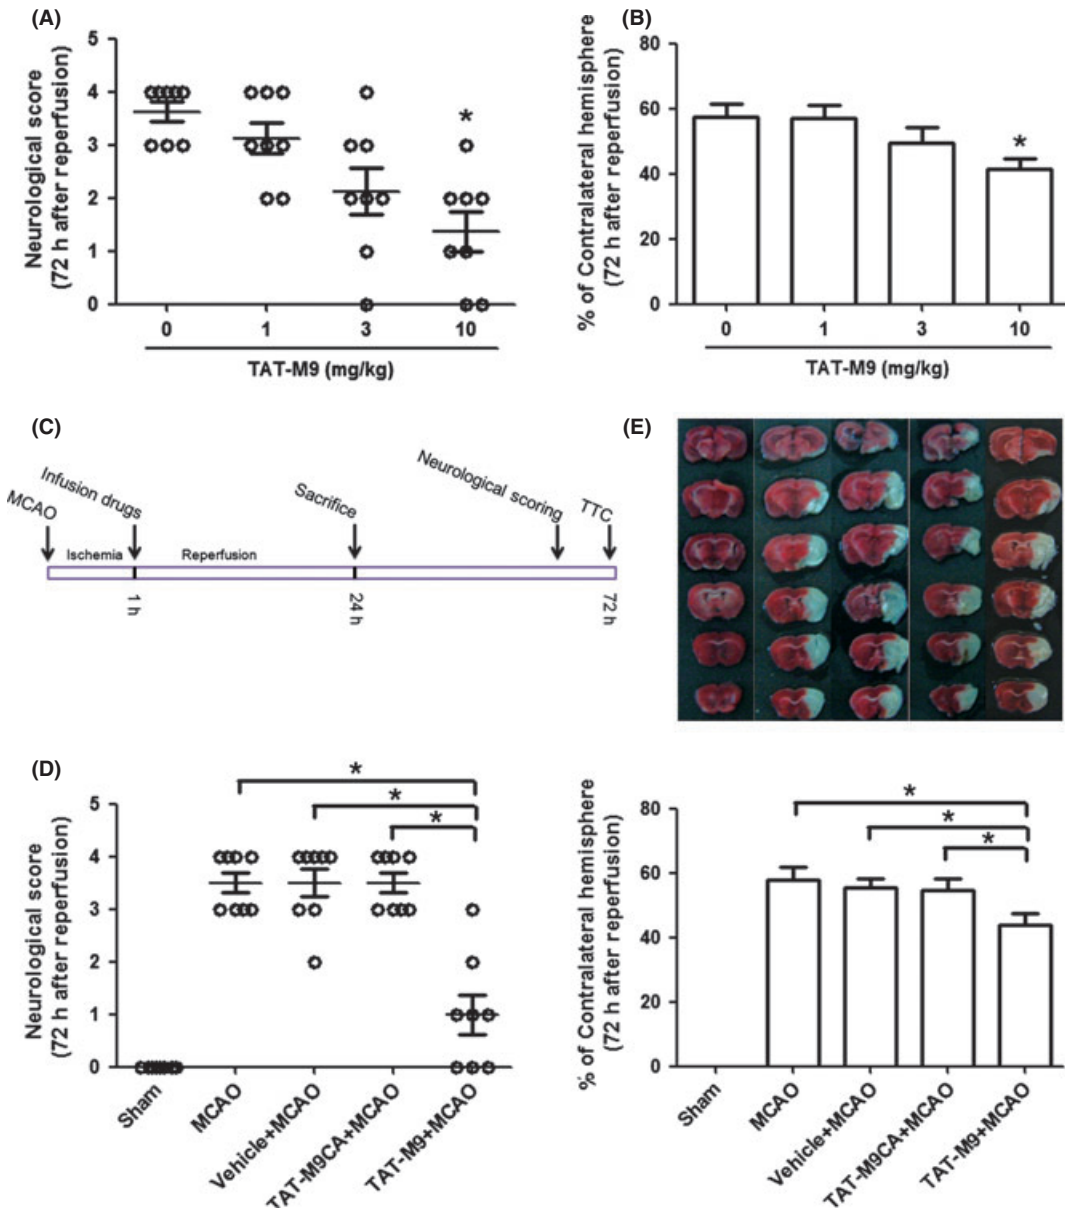 (A)
Neurological score
(72 h after reperfusion)
5
4
3
2
1
0
*
0 1 3 10
TAT-M9 (mg/kg)
(B)
% of Contralateral hemisphere
(72 h after reperfusion)
80
60
40
20
0
*
0 1 3 10
TAT-M9 (mg/kg)
(C)
MCAO
Infusion drugs
Sacrifice
Neurological scoring
TTC
Ischemia
Reperfusion
1 h
24 h
72 h
(E)
(D)
Neurological score
(72 h after reperfusion)
5
4
3
2
1
0
*
*
*
Sham
MCAO
Vehicle+MCAO
TAT-M9CA+MCAO
TAT-M9+MCAO
% of Contralateral hemisphere
(72 h after reperfusion)
80
60
40
20
0
*
*
*
Sham
MCAO
Vehicle+MCAO
TAT-M9CA+MCAO
TAT-M9+MCAO